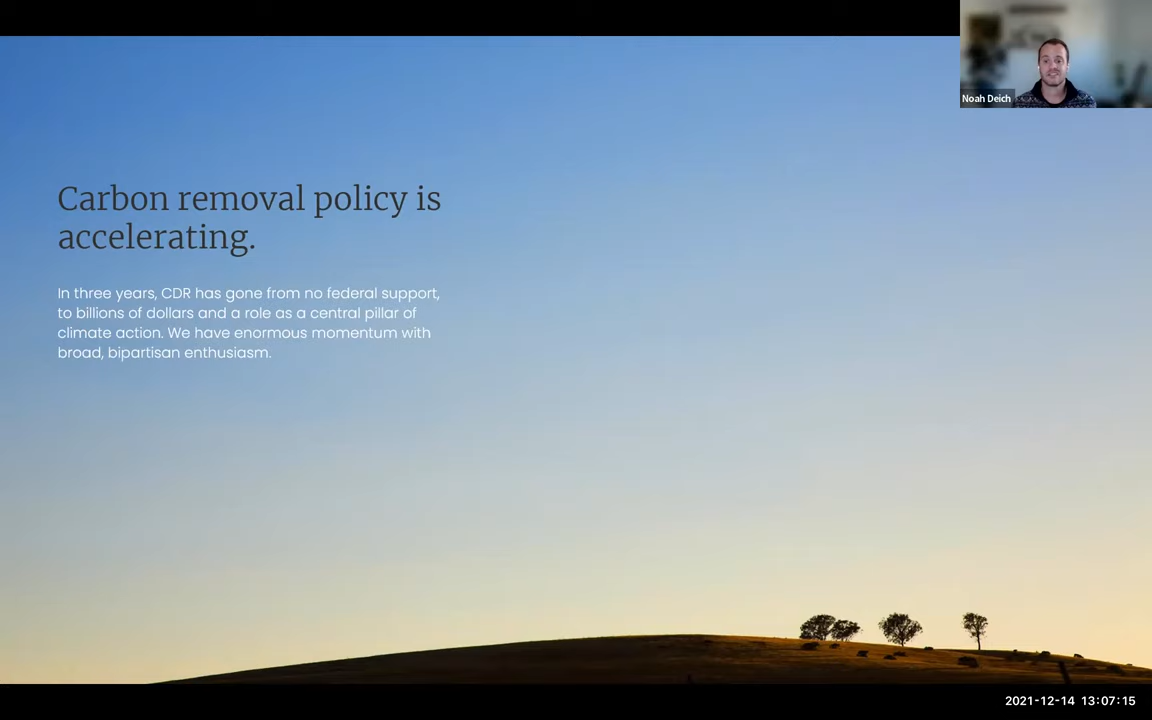 Noah Deich
Carbon removal policy is
accelerating.
In three years, CDR has gone from no federal support,
to billions of dollars and a role as a central pillar of
climate action. We have enormous momentum with
broad, bipartisan enthusiasm.
2021-12-14 13:07:15